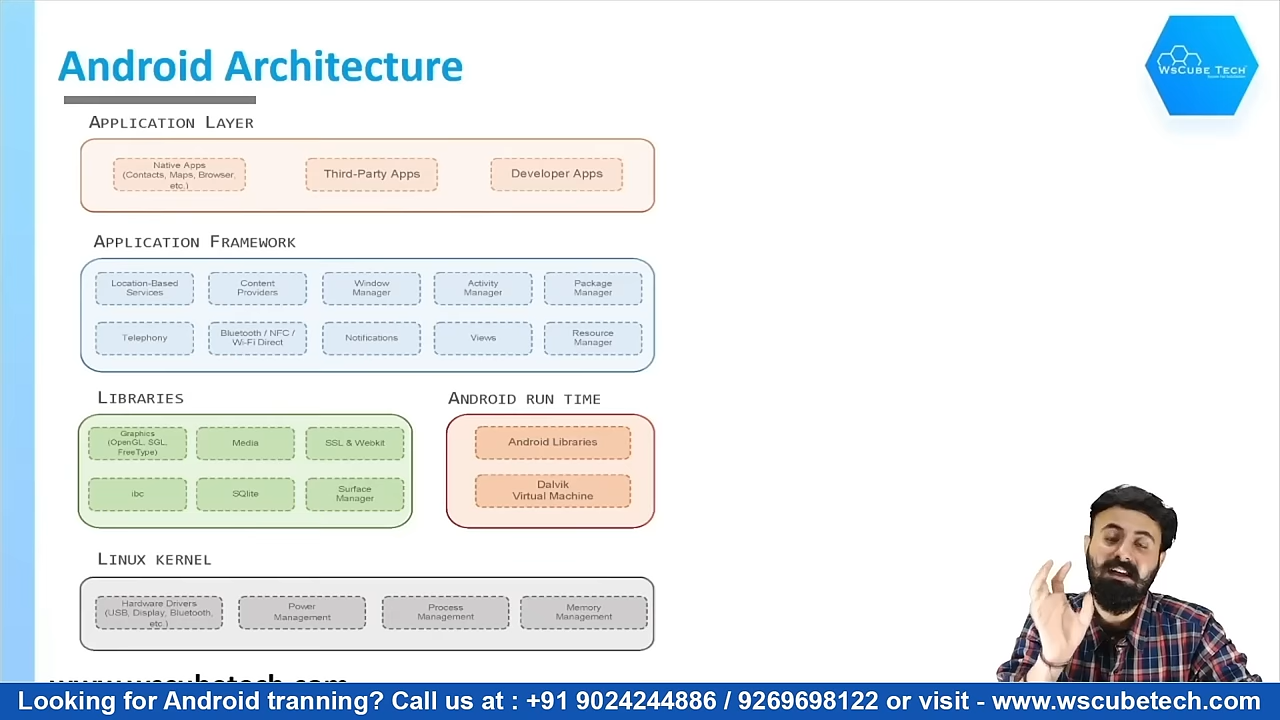 Android Architecture
WsCube Tech
APPLICATION LAYER
Native Apps
(Contacts, Maps, Browser,
etc.)
Third-Party Apps
Developer Apps
APPLICATION FRAMEWORK
Location-Based
Services
Content
Providers
Window
Manager
Activity
Manager
Package
Manager
Telephony
Bluetooth / NFC /
Wi-Fi Direct
Notifications
Views
Resource
Manager
LIBRARIES
Graphics
(OpenGL, SGL,
FreeType)
Media
SSL & Webkit
ibc
SQlite
Surface
Manager
ANDROID RUN TIME
Android Libraries
Dalvik
Virtual Machine
LINUX KERNEL
Hardware Drivers
(USB, Display, Bluetooth,
etc.)
Power
Management
Process
Management
Memory
Management
www.wscubetech.com
Looking for Android tranning? Call us at : +91 9024244886 / 9269698122 or visit - www.wscubetech.com